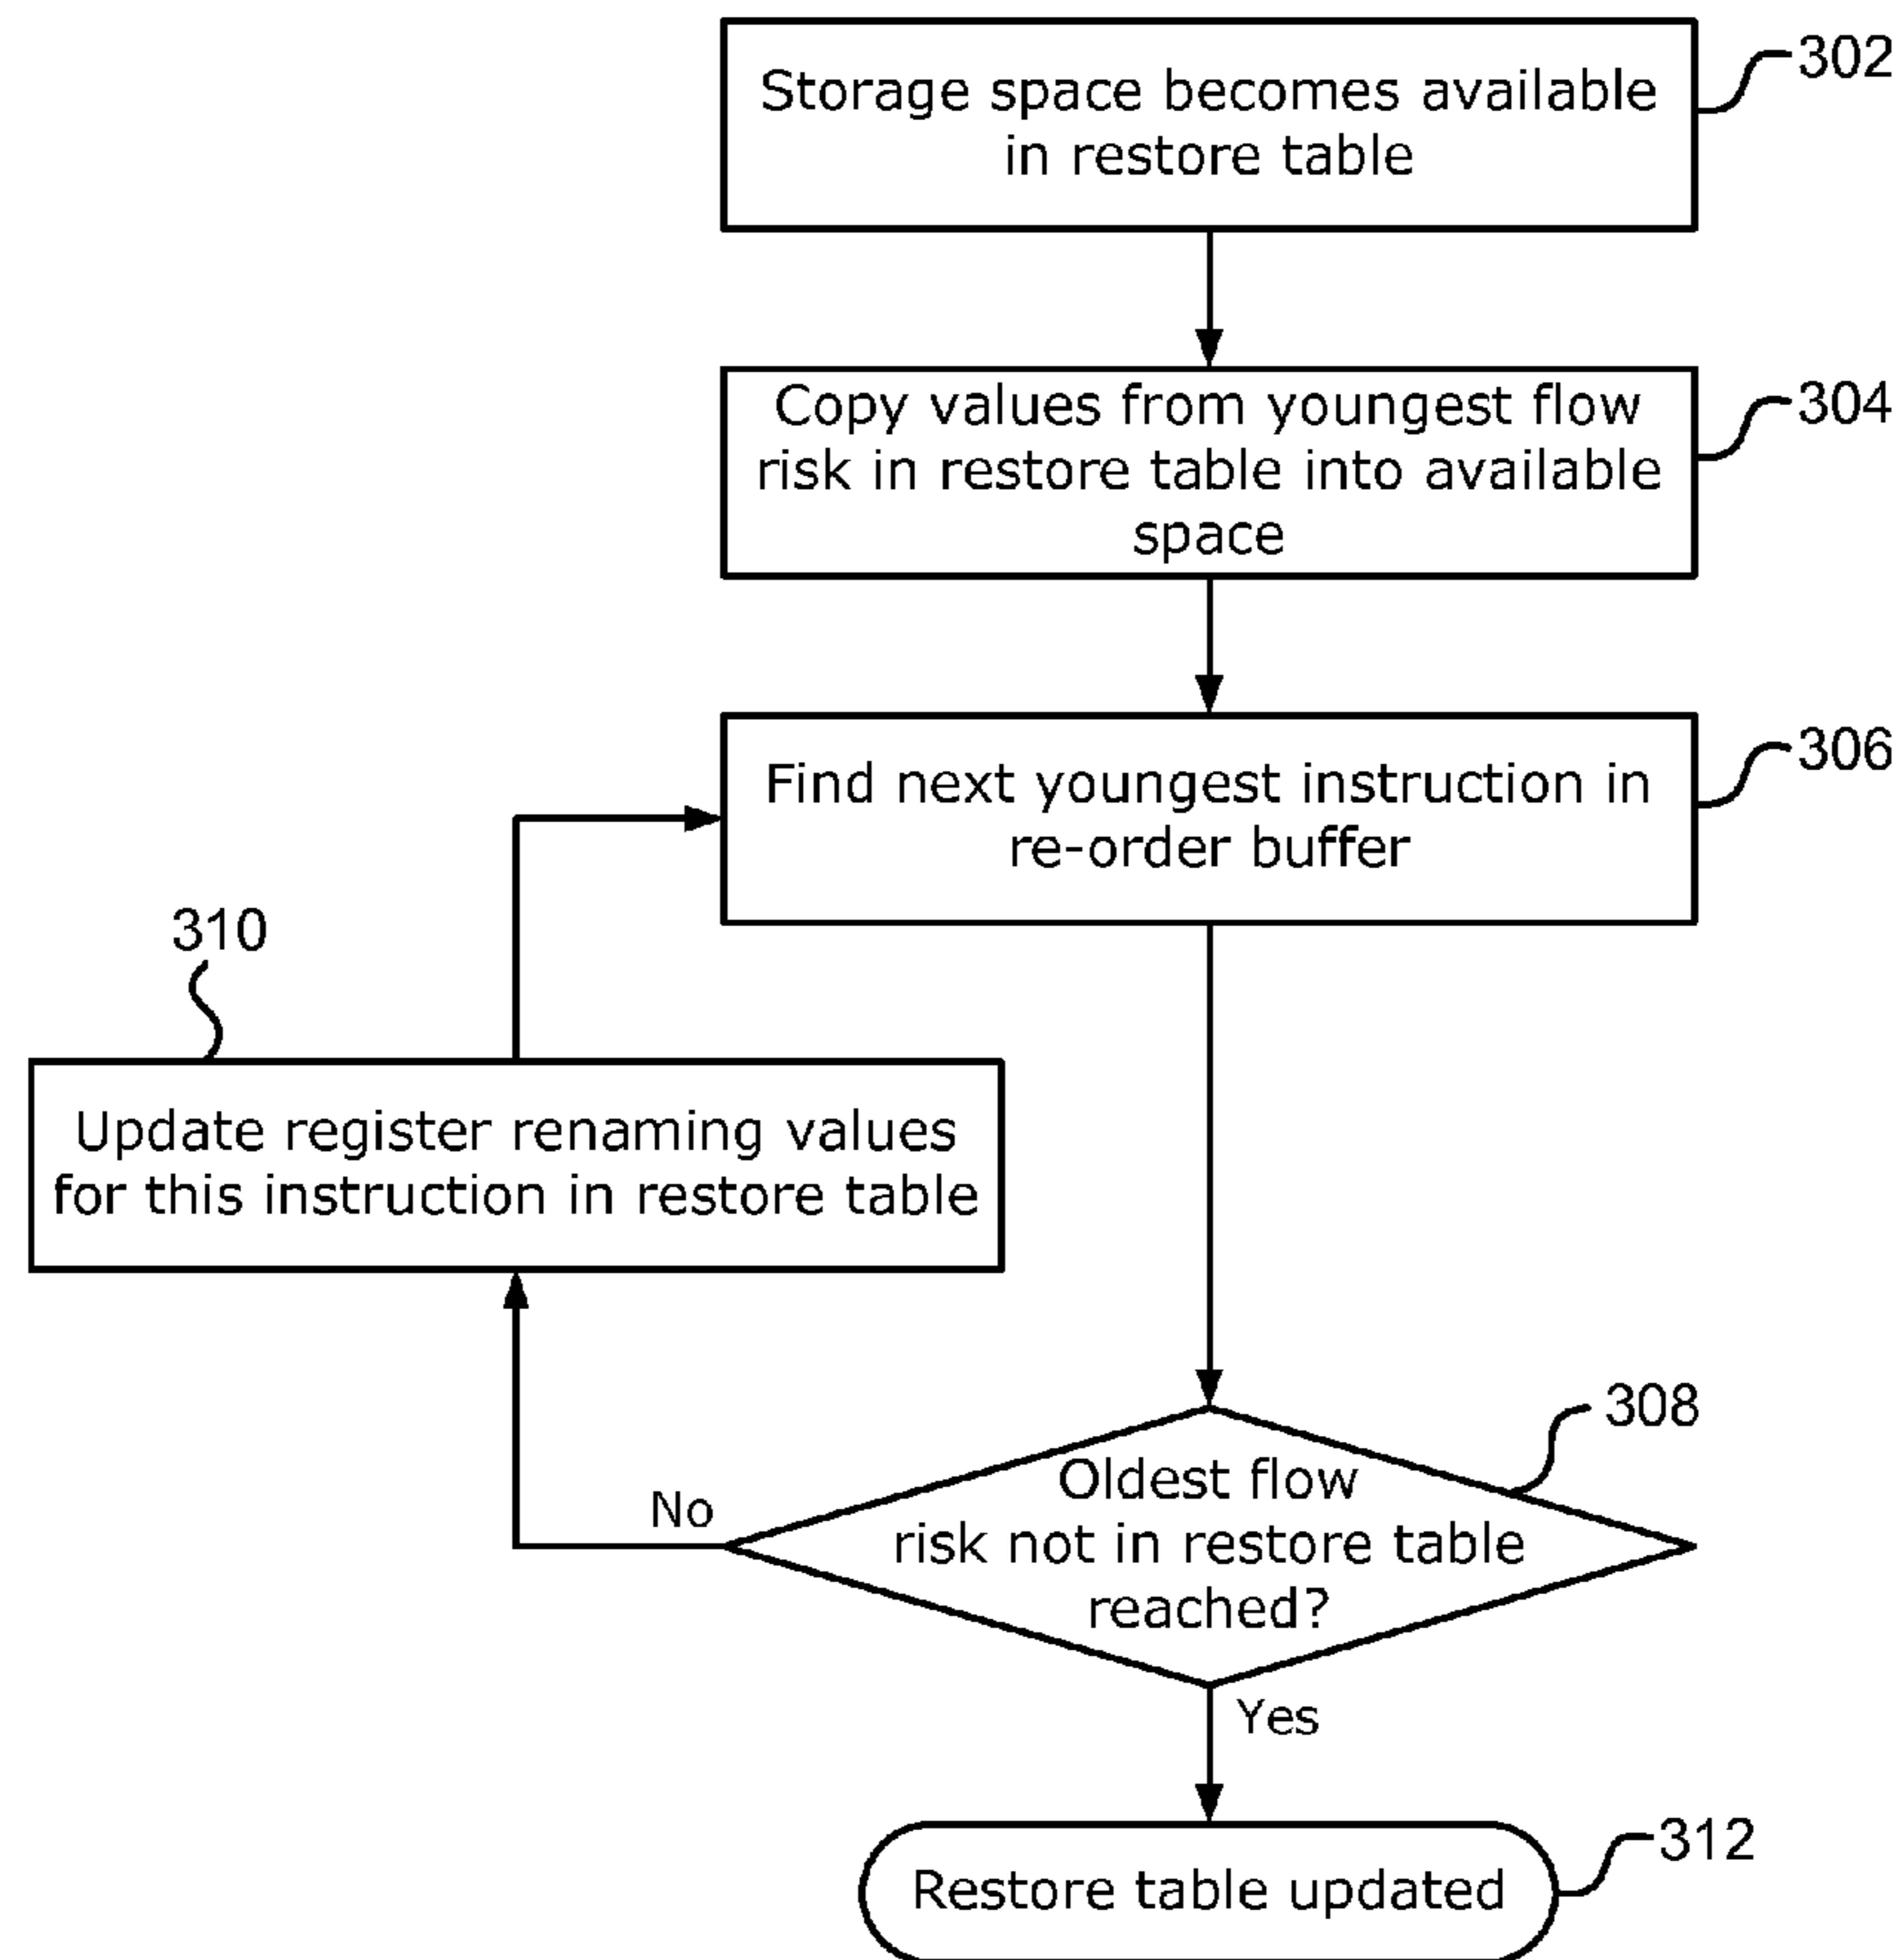 Storage space becomes available
in restore table
302
Copy values from youngest flow
risk in restore table into available
space
304
Find next youngest instruction in
re-order buffer
306
310
Update register renaming values
for this instruction in restore table
308
Oldest flow
risk not in restore table
reached?
No
Yes
Restore table updated
312